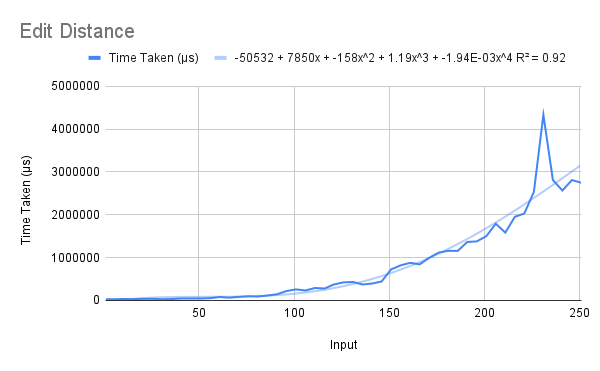 Edit Distance
Time Taken (μs) -50532 + 7850x + -158x^2 + 1.19x^3 + -1.94E-03x^4 R² = 0.92
5000000
4000000
3000000
2000000
1000000
0
Time Taken (μs)
50 100 150 200 250
Input